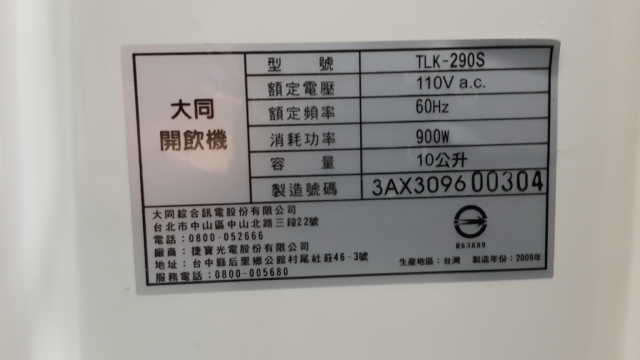 大同
開飲機
型 號 TLK-290S
額定電壓 110V a.c.
額定頻率 60Hz
消耗功率 900W
容 量 10公升
製造號碼 3AX309600304
大同綜合訊電股份有限公司
台北市中山區中山北路三段22號
電話：0800-052666
廠商：捷寶光電股份有限公司
地址：台中縣后里鄉公館村尾社莊46-3號
服務電話：0800-005680
R63889
生產地區：台灣 製造年份：2009年